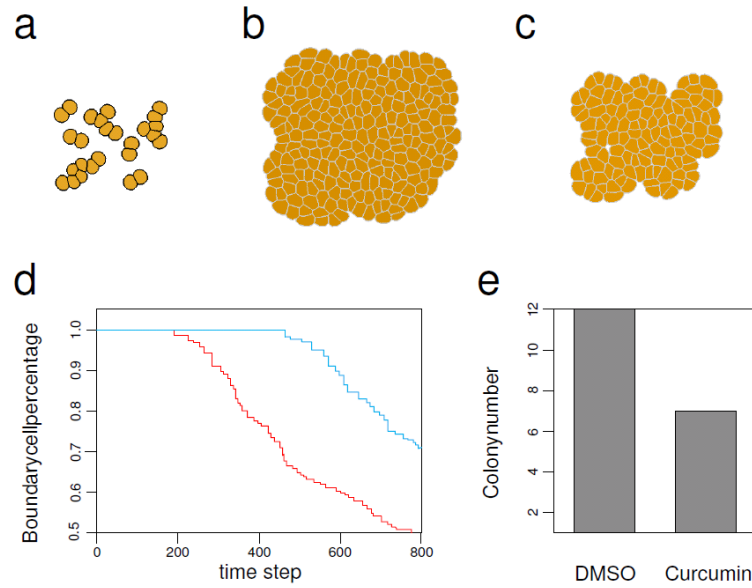 a
b
c
d
Boundarycellpercentage
1.0
0.9
0.8
0.7
0.6
0.5
0
200
400
600
800
time step
e
Colonynumber
12
10
8
6
4
2
DMSO
Curcumin